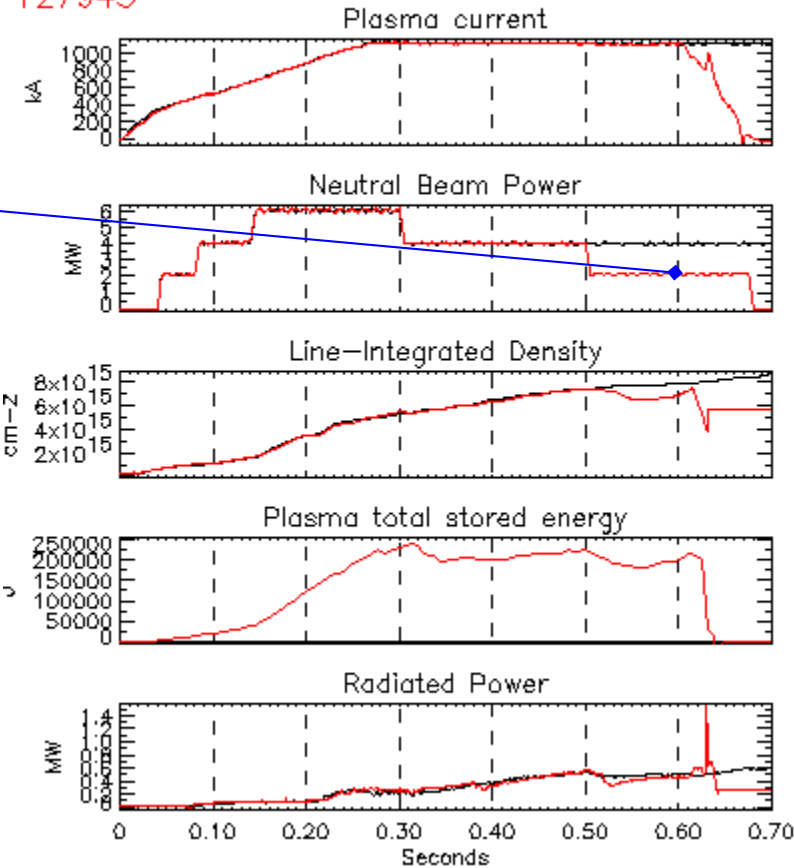 Plasma current
1000
800
600
400
200
0
kA
Neutral Beam Power
6
5
4
3
2
1
0
MW
Line-Integrated Density
8x10^15
6x10^15
4x10^15
2x10^15
cm-2
Plasma total stored energy
250000
200000
150000
100000
50000
0
J
Radiated Power
MW
0 0.10 0.20 0.30 0.40 0.50 0.60 0.70
Seconds